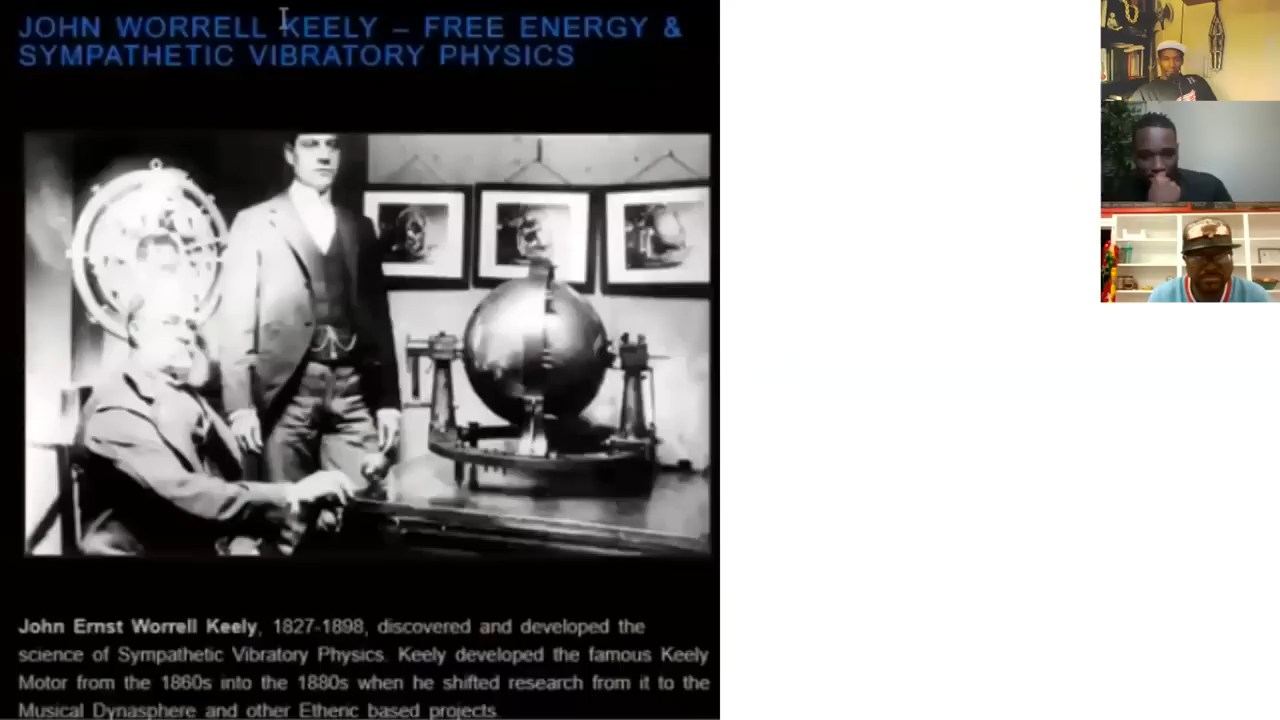 JOHN WORRELL KEELY – FREE ENERGY &
SYMPATHETIC VIBRATORY PHYSICS
John Ernst Worrell Keely, 1827-1898, discovered and developed the
science of Sympathetic Vibratory Physics. Keely developed the famous Keely
Motor from the 1860s into the 1880s when he shifted research from it to the
Musical Dynasphere and other Etheric based projects